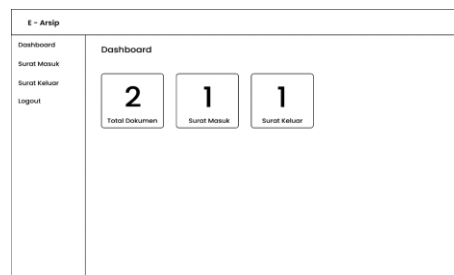 E - Arsip
Dashboard
Surat Masuk
Surat Keluar
Logout
Dashboard
2
Total Dokumen
1
Surat Masuk
1
Surat Keluar